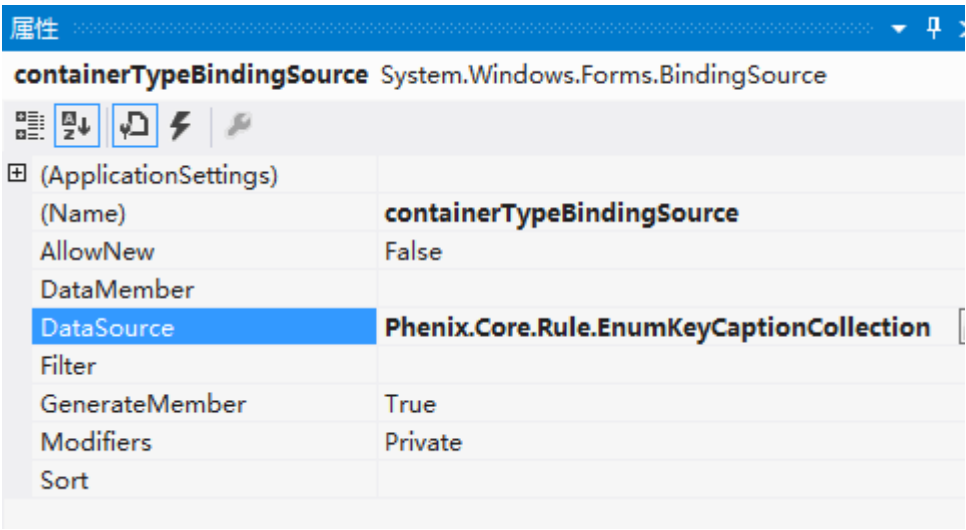 属性
containerTypeBindingSource System.Windows.Forms.BindingSource
(ApplicationSettings)
(Name) containerTypeBindingSource
AllowNew False
DataMember
DataSource Phenix.Core.Rule.EnumKeyCaptionCollection
Filter
GenerateMember True
Modifiers Private
Sort